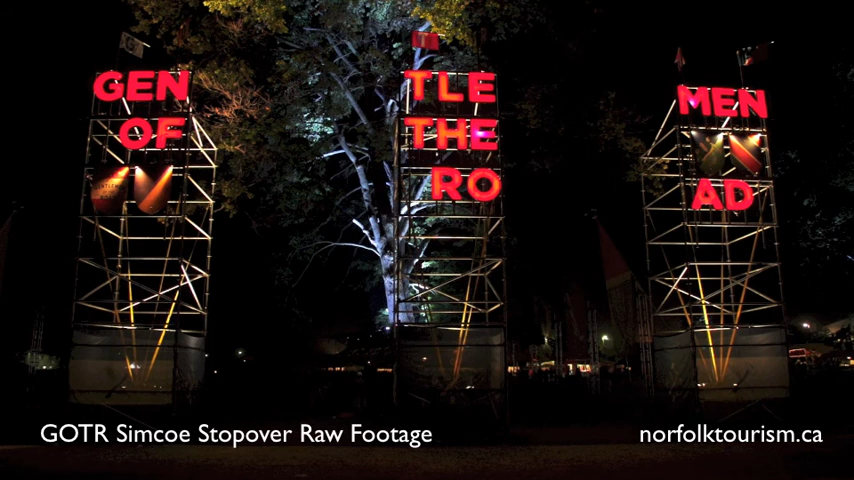 G
T
GEN TLE MEN
OF THE
RO AD
GOTR Simcoe Stopover Raw Footage
norfolktourism.ca